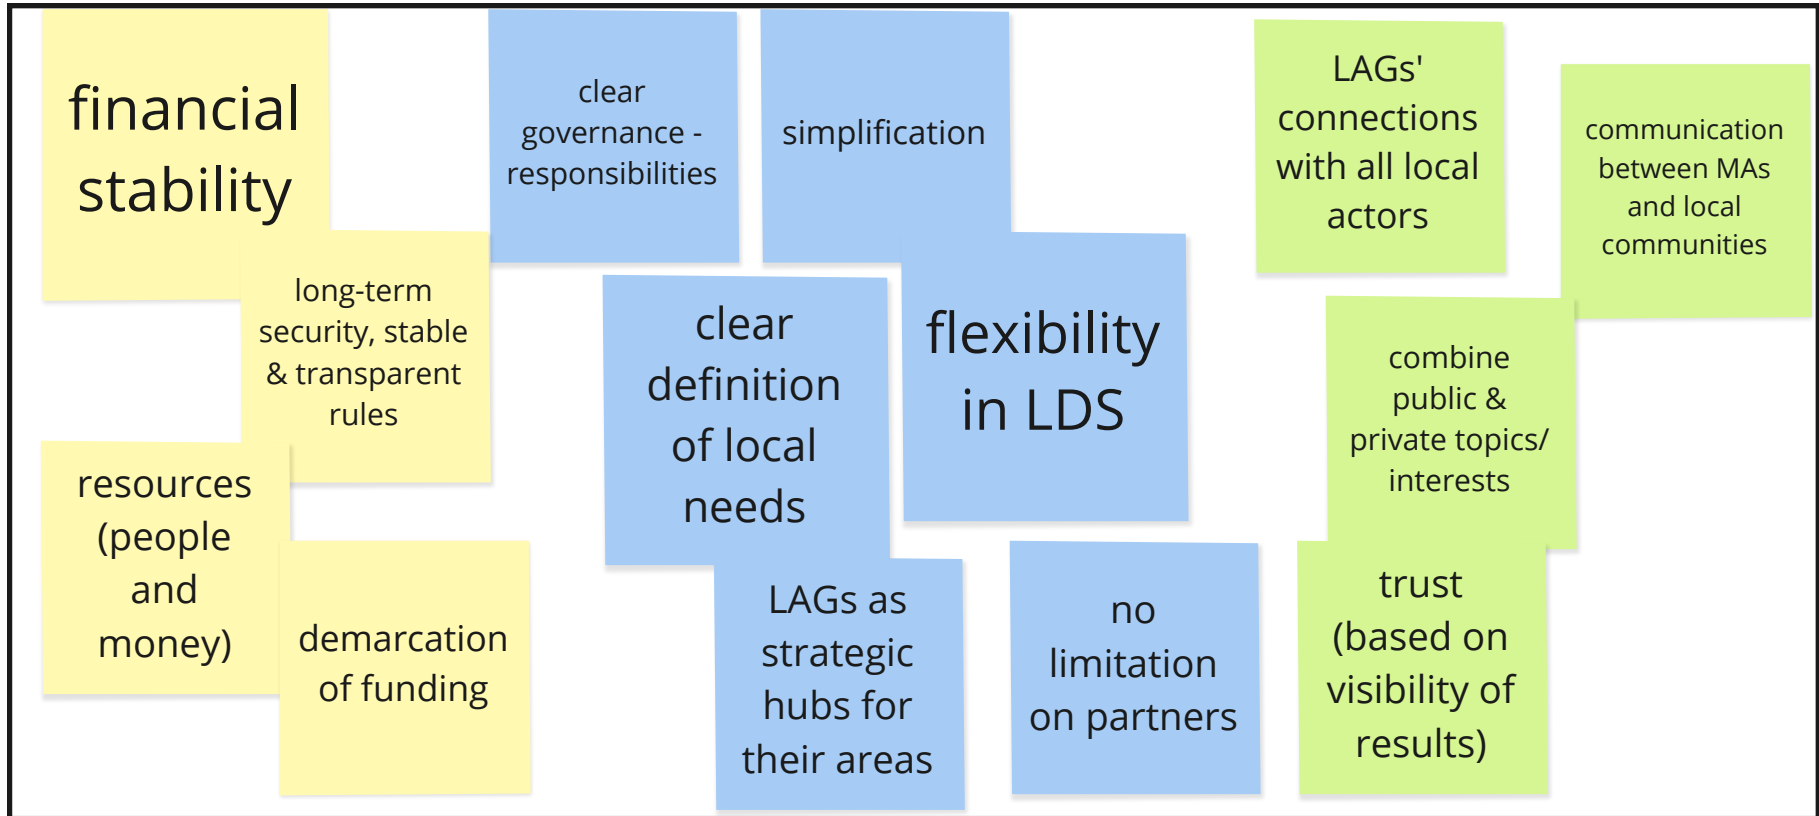 financial
stability
long-term
security, stable
& transparent
rules
resources
(people
and
money)
demarcation
of funding
clear
governance -
responsibilities
simplification
clear
definition
of local
needs
flexibility
in LDS
LAGs as
strategic
hubs for
their areas
no
limitation
on partners
LAGs'
connections
with all local
actors
communication
between MAs
and local
communities
combine
public &
private topics/
interests
trust
(based on
visibility of
results)